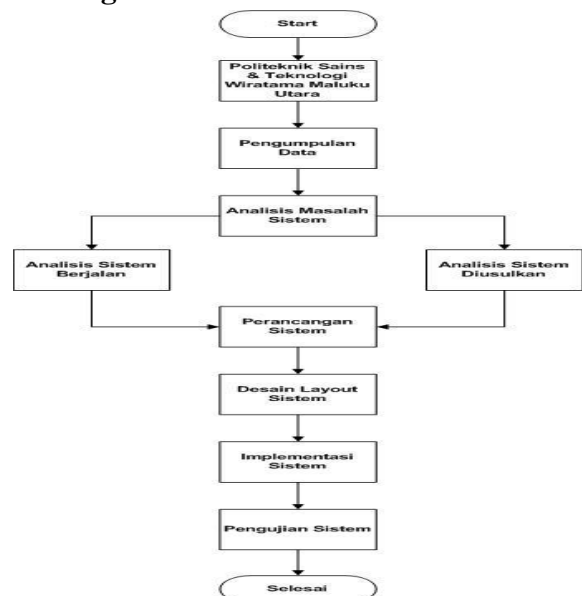 Start
Politeknik Sains
& Teknologi
Wiratama Maluku
Utara
Pengumpulan
Data
Analisis Masalah
Sistem
Analisis Sistem
Berjalan
Analisis Sistem
Diusulkan
Perancangan
Sistem
Desain Layout
Sistem
Implementasi
Sistem
Pengujian Sistem
Selesai